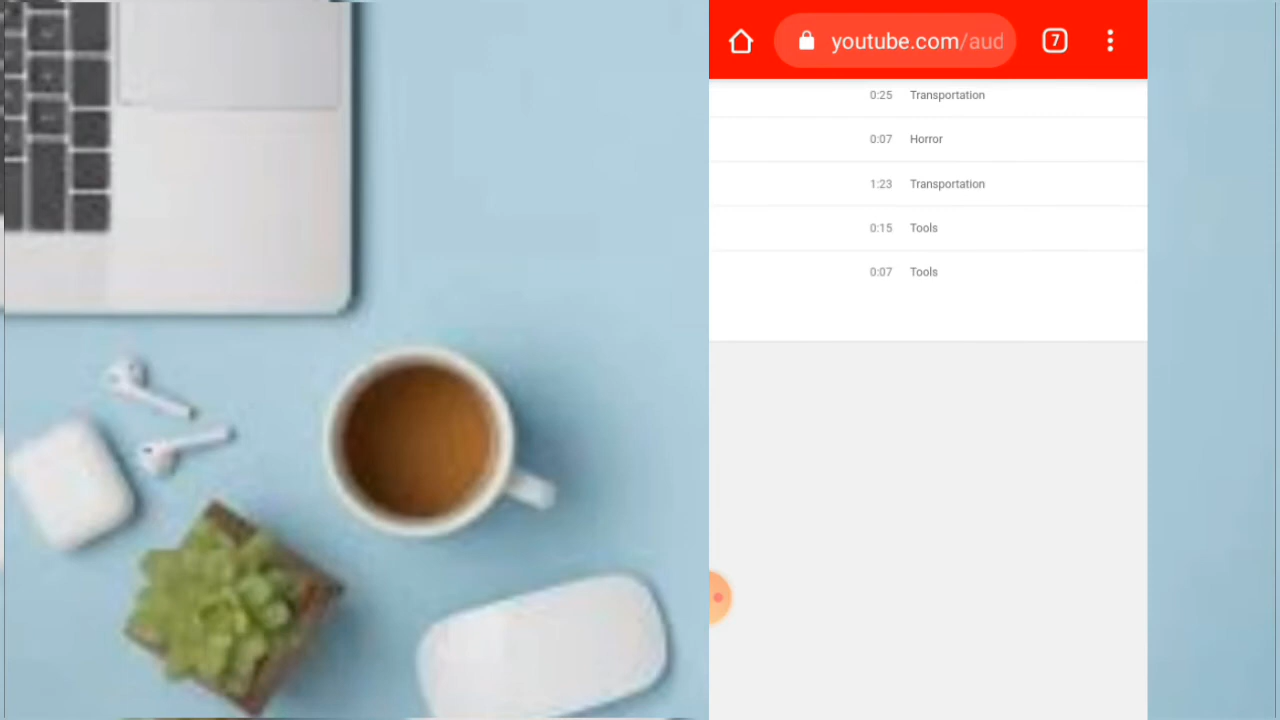 youtube.com/aud
7
0:25 Transportation
0:07 Horror
1:23 Transportation
0:15 Tools
0:07 Tools